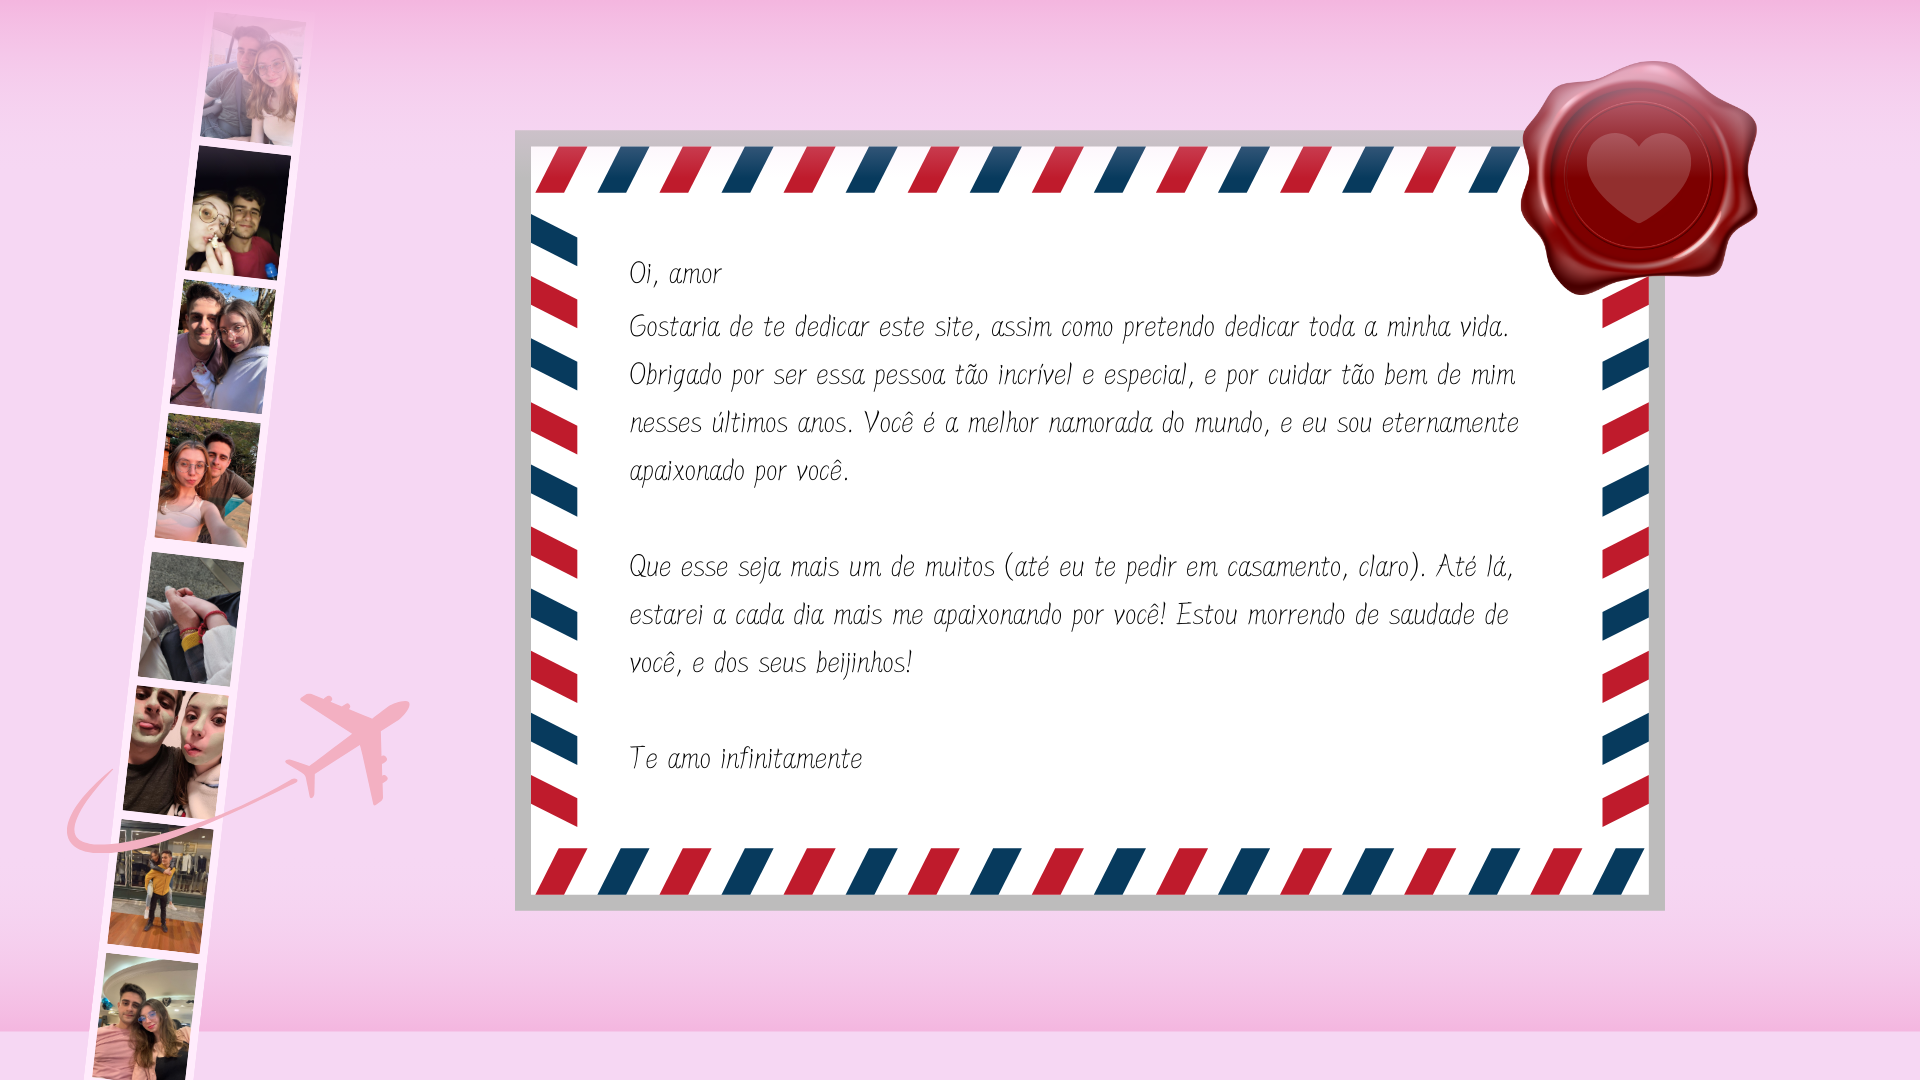 Oi, amor
Gostaria de te dedicar este site, assim como pretendo dedicar toda a minha vida.
Obrigado por ser essa pessoa tão incrível e especial, e por cuidar tão bem de mim
nesses últimos anos. Você é a melhor namorada do mundo, e eu sou eternamente
apaixonado por você.
Que esse seja mais um de muitos (até eu te pedir em casamento, claro). Até lá,
estarei a cada dia mais me apaixonando por você! Estou morrendo de saudade de
você, e dos seus beijinhos!
Te amo infinitamente